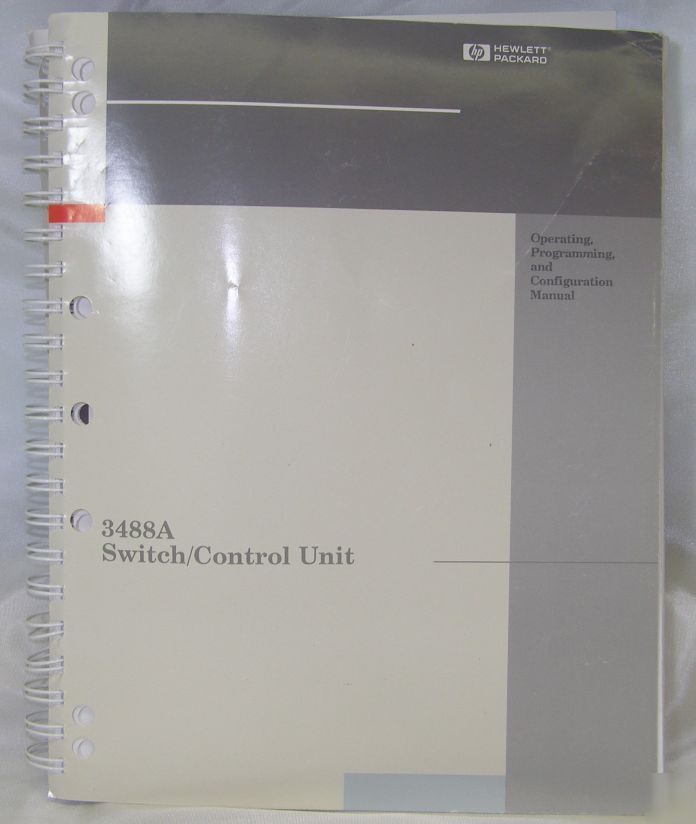 hp HEWLETT®
PACKARD
Operating,
Programming,
and
Configuration
Manual
3488A
Switch/Control Unit